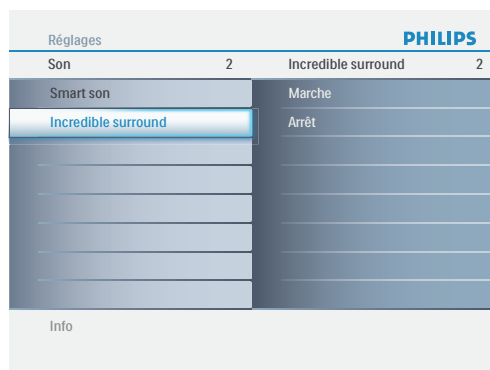 Réglages
PHILIPS
Son 2
Incredible surround 2
Smart son
Incredible surround
Marche
Arrêt
Info